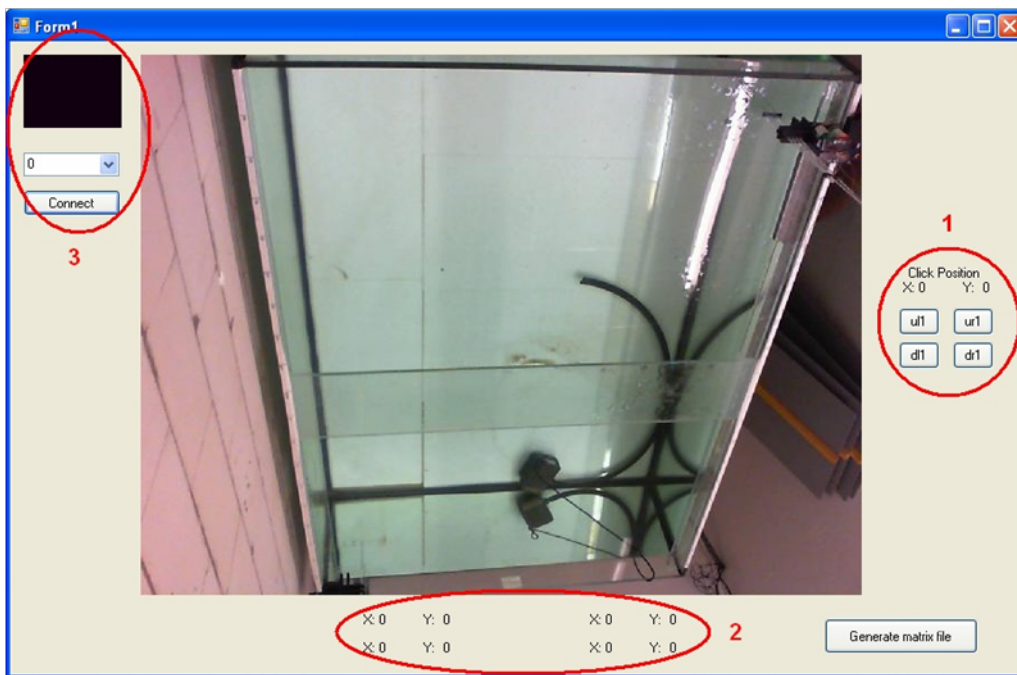 Form1
0
Connect
3
1
Click Position
X: 0 Y: 0
ul1 ur1
dl1 dr1
X: 0 Y: 0 X: 0 Y: 0
X: 0 Y: 0 X: 0 Y: 0
2
Generate matrix file